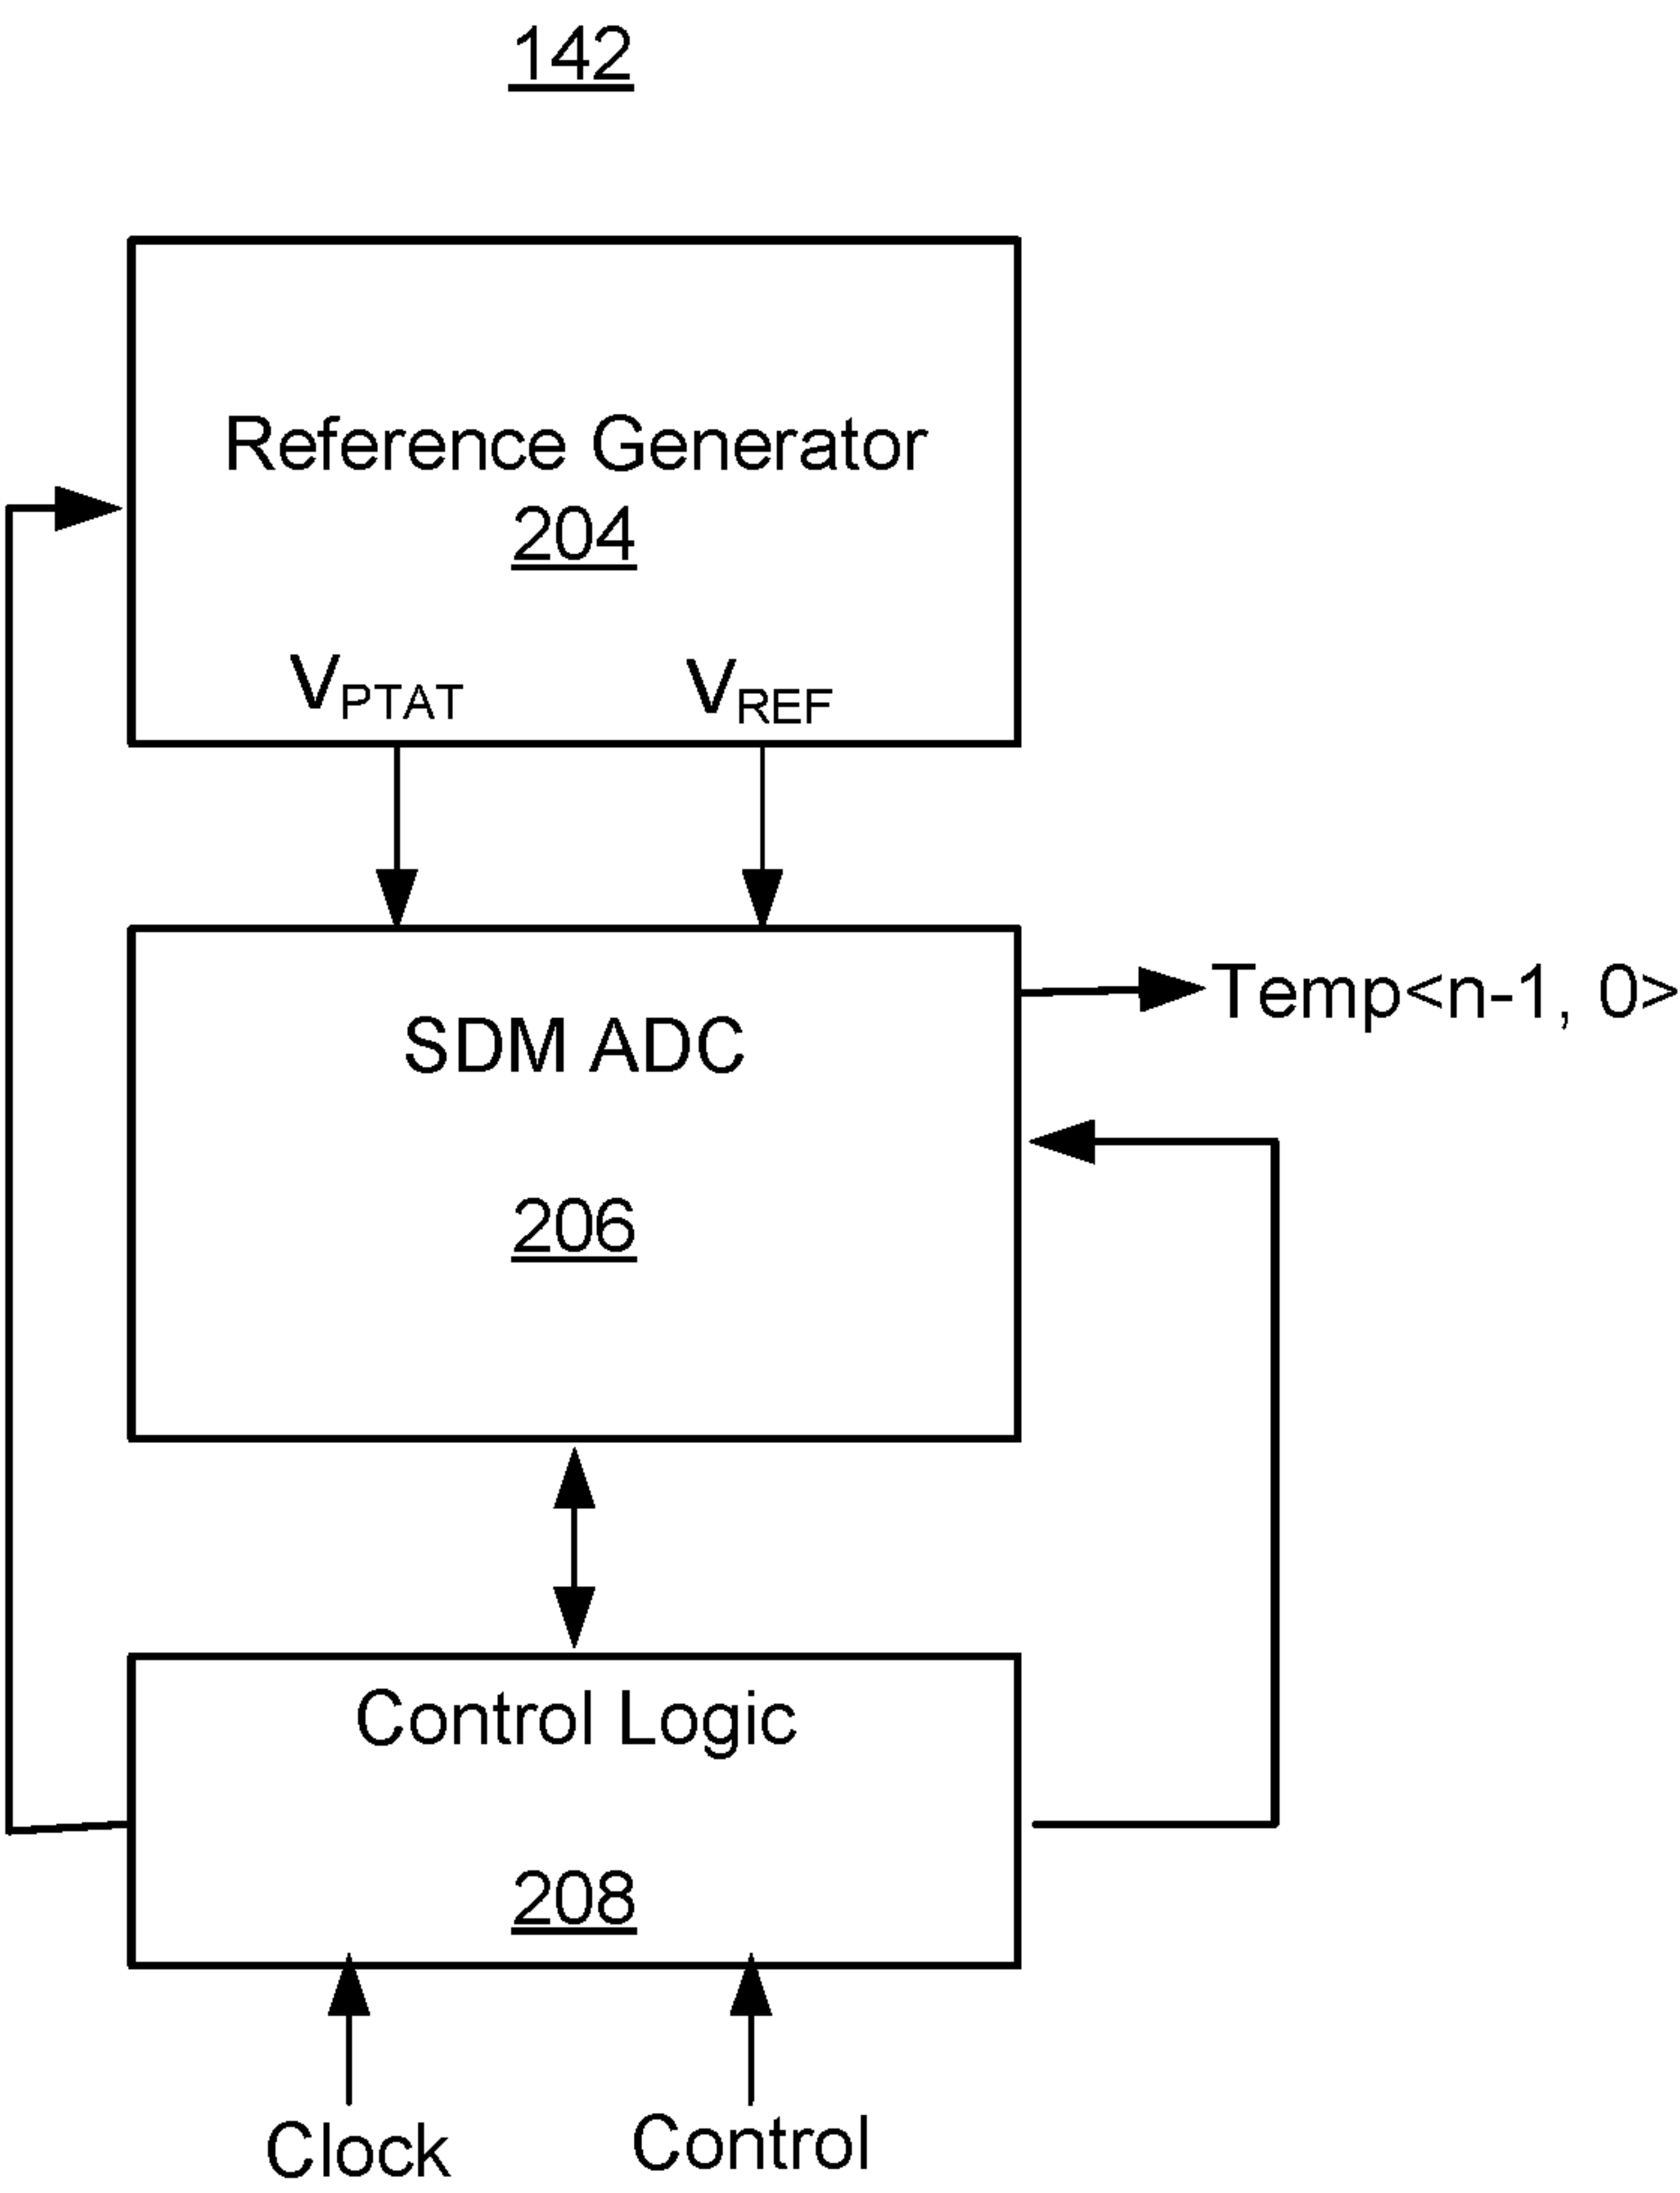 142
Reference Generator
204
VPTAT VREF
SDM ADC
Temp<n-1, 0>
206
Control Logic
208
Clock Control